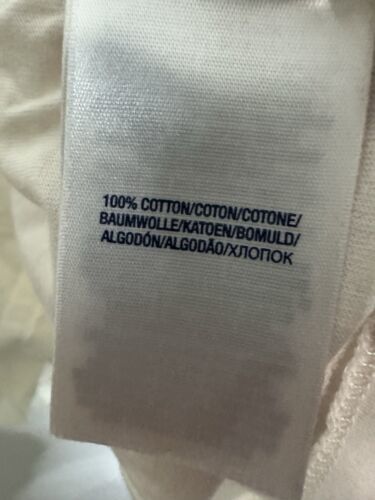 100% COTTON/COTON/COTONE/
BAUMWOLLE/KATOEN/BOMULD/
ALGODÓN/ALGODÃO/ХЛОПОК